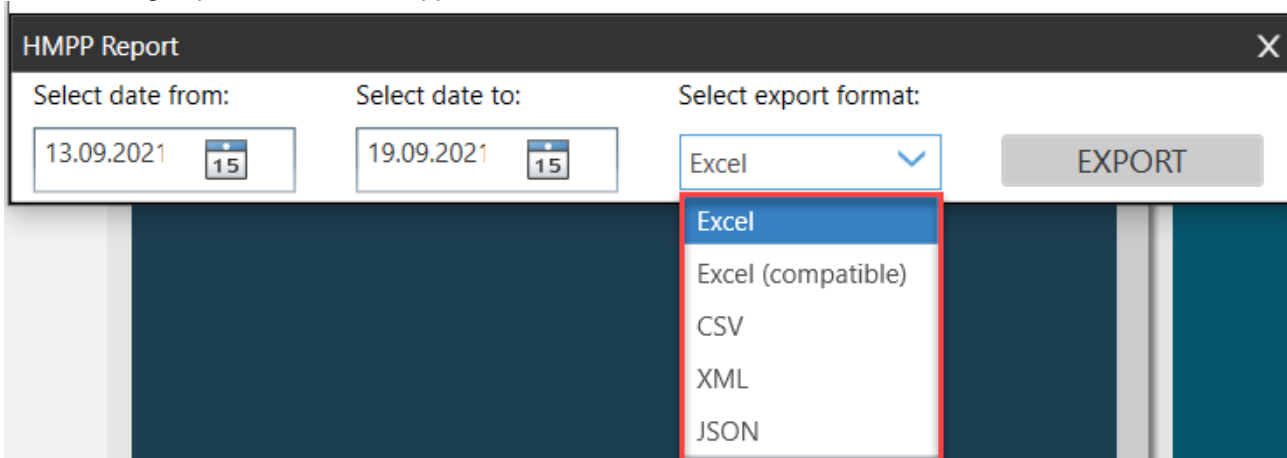 HMPP Report
Select date from: Select date to: Select export format:
13.09.2021 15 19.09.2021 15 Excel EXPORT
Excel
Excel (compatible)
CSV
XML
JSON